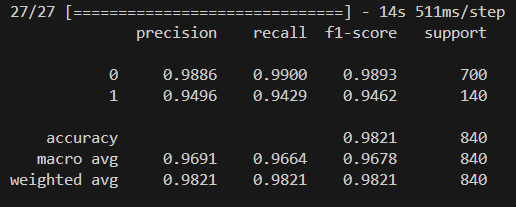 27/27 [==============================] - 14s 511ms/step
precision recall f1-score support
0 0.9886 0.9900 0.9893 700
1 0.9496 0.9429 0.9462 140
accuracy 0.9821 840
macro avg 0.9691 0.9664 0.9678 840
weighted avg 0.9821 0.9821 0.9821 840